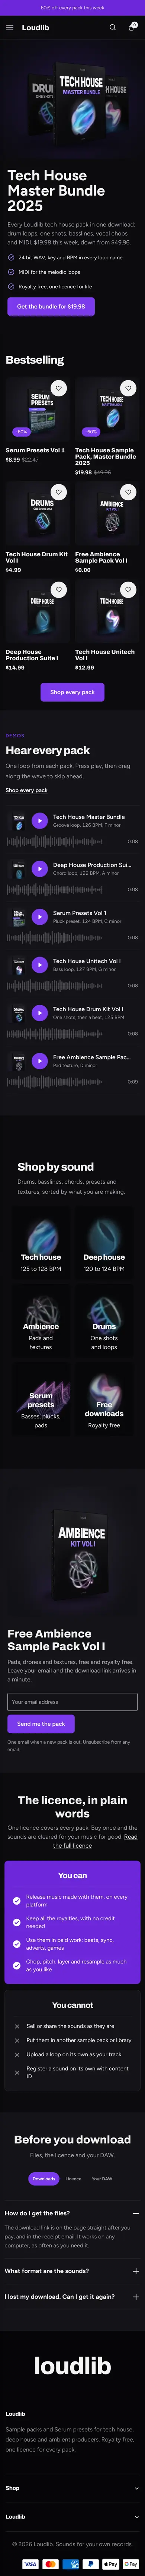 60% off every pack this week
Loudlib
0
TECH HOUSE
DRUM ONE-SHOTS
SERUM PRESETS
Tech House
Master Bundle
2025
Every Loudlib tech house pack in one download:
drum loops, one shots, basslines, vocal chops
and MIDI. $19.98 this week, down from $49.96.
24 bit WAV, key and BPM in every loop name
MIDI for the melodic loops
Royalty free, one licence for life
Get the bundle for $19.98
Bestselling
SERUM PRESETS
-60%
TECH HOUSE
-60%
Serum Presets Vol 1
$8.99 $22.47
Tech House Sample
Pack, Master Bundle
2025
$19.98 $49.96
DRUMS
ONE-SHOTS
AMBIENCE
KIT VOL I
Tech House Drum Kit
Vol I
$4.99
Free Ambience
Sample Pack Vol I
$0.00
DEEP HOUSE
TECH HOUSE
Deep House
Production Suite I
$14.99
Tech House Unitech
Vol I
$12.99
Shop every pack
DEMOS
Hear every pack
One loop from each pack. Press play, then drag
along the wave to skip ahead.
Shop every pack
Tech House Master Bundle
Groove loop, 126 BPM, F minor
0:08
Deep House Production Sui...
Chord loop, 122 BPM, A minor
0:08
Serum Presets Vol 1
Pluck preset, 124 BPM, C minor
0:08
Tech House Unitech Vol I
Bass loop, 127 BPM, G minor
0:08
Tech House Drum Kit Vol I
One shots, then a beat, 125 BPM
0:08
Free Ambience Sample Pac...
Pad texture, D minor
0:09
Shop by sound
Drums, basslines, chords, presets and
textures, sorted by what you are making.
Tech house
125 to 128 BPM
Deep house
120 to 124 BPM
Ambience
Pads and
textures
Drums
One shots
and loops
Serum
presets
Basses, plucks,
pads
Free
downloads
Royalty free
AMBIENCE
KIT VOL I
Free Ambience
Sample Pack Vol I
Pads, drones and textures, free and royalty free.
Leave your email and the download link arrives in
a minute.
Your email address
Send me the pack
One email when a new pack is out. Unsubscribe from any
email.
The licence, in plain
words
One licence covers every pack. Buy once and the
sounds are cleared for your music for good. Read
the full licence
You can
Release music made with them, on every
platform
Keep all the royalties, with no credit
needed
Use them in paid work: beats, sync,
adverts, games
Chop, pitch, layer and resample as much
as you like
You cannot
Sell or share the sounds as they are
Put them in another sample pack or library
Upload a loop on its own as your track
Register a sound on its own with content
ID
Before you download
Files, the licence and your DAW.
Downloads
Licence
Your DAW
How do I get the files?
The download link is on the page straight after you
pay, and in the receipt email. It works on any
computer, as often as you need it.
What format are the sounds?
I lost my download. Can I get it again?
loudlib
Loudlib
Sample packs and Serum presets for tech house,
deep house and ambient producers. Royalty free,
one licence for every pack.
Shop
Loudlib
© 2026 Loudlib. Sounds for your own records.
VISA
AMEX
Pay
G Pay